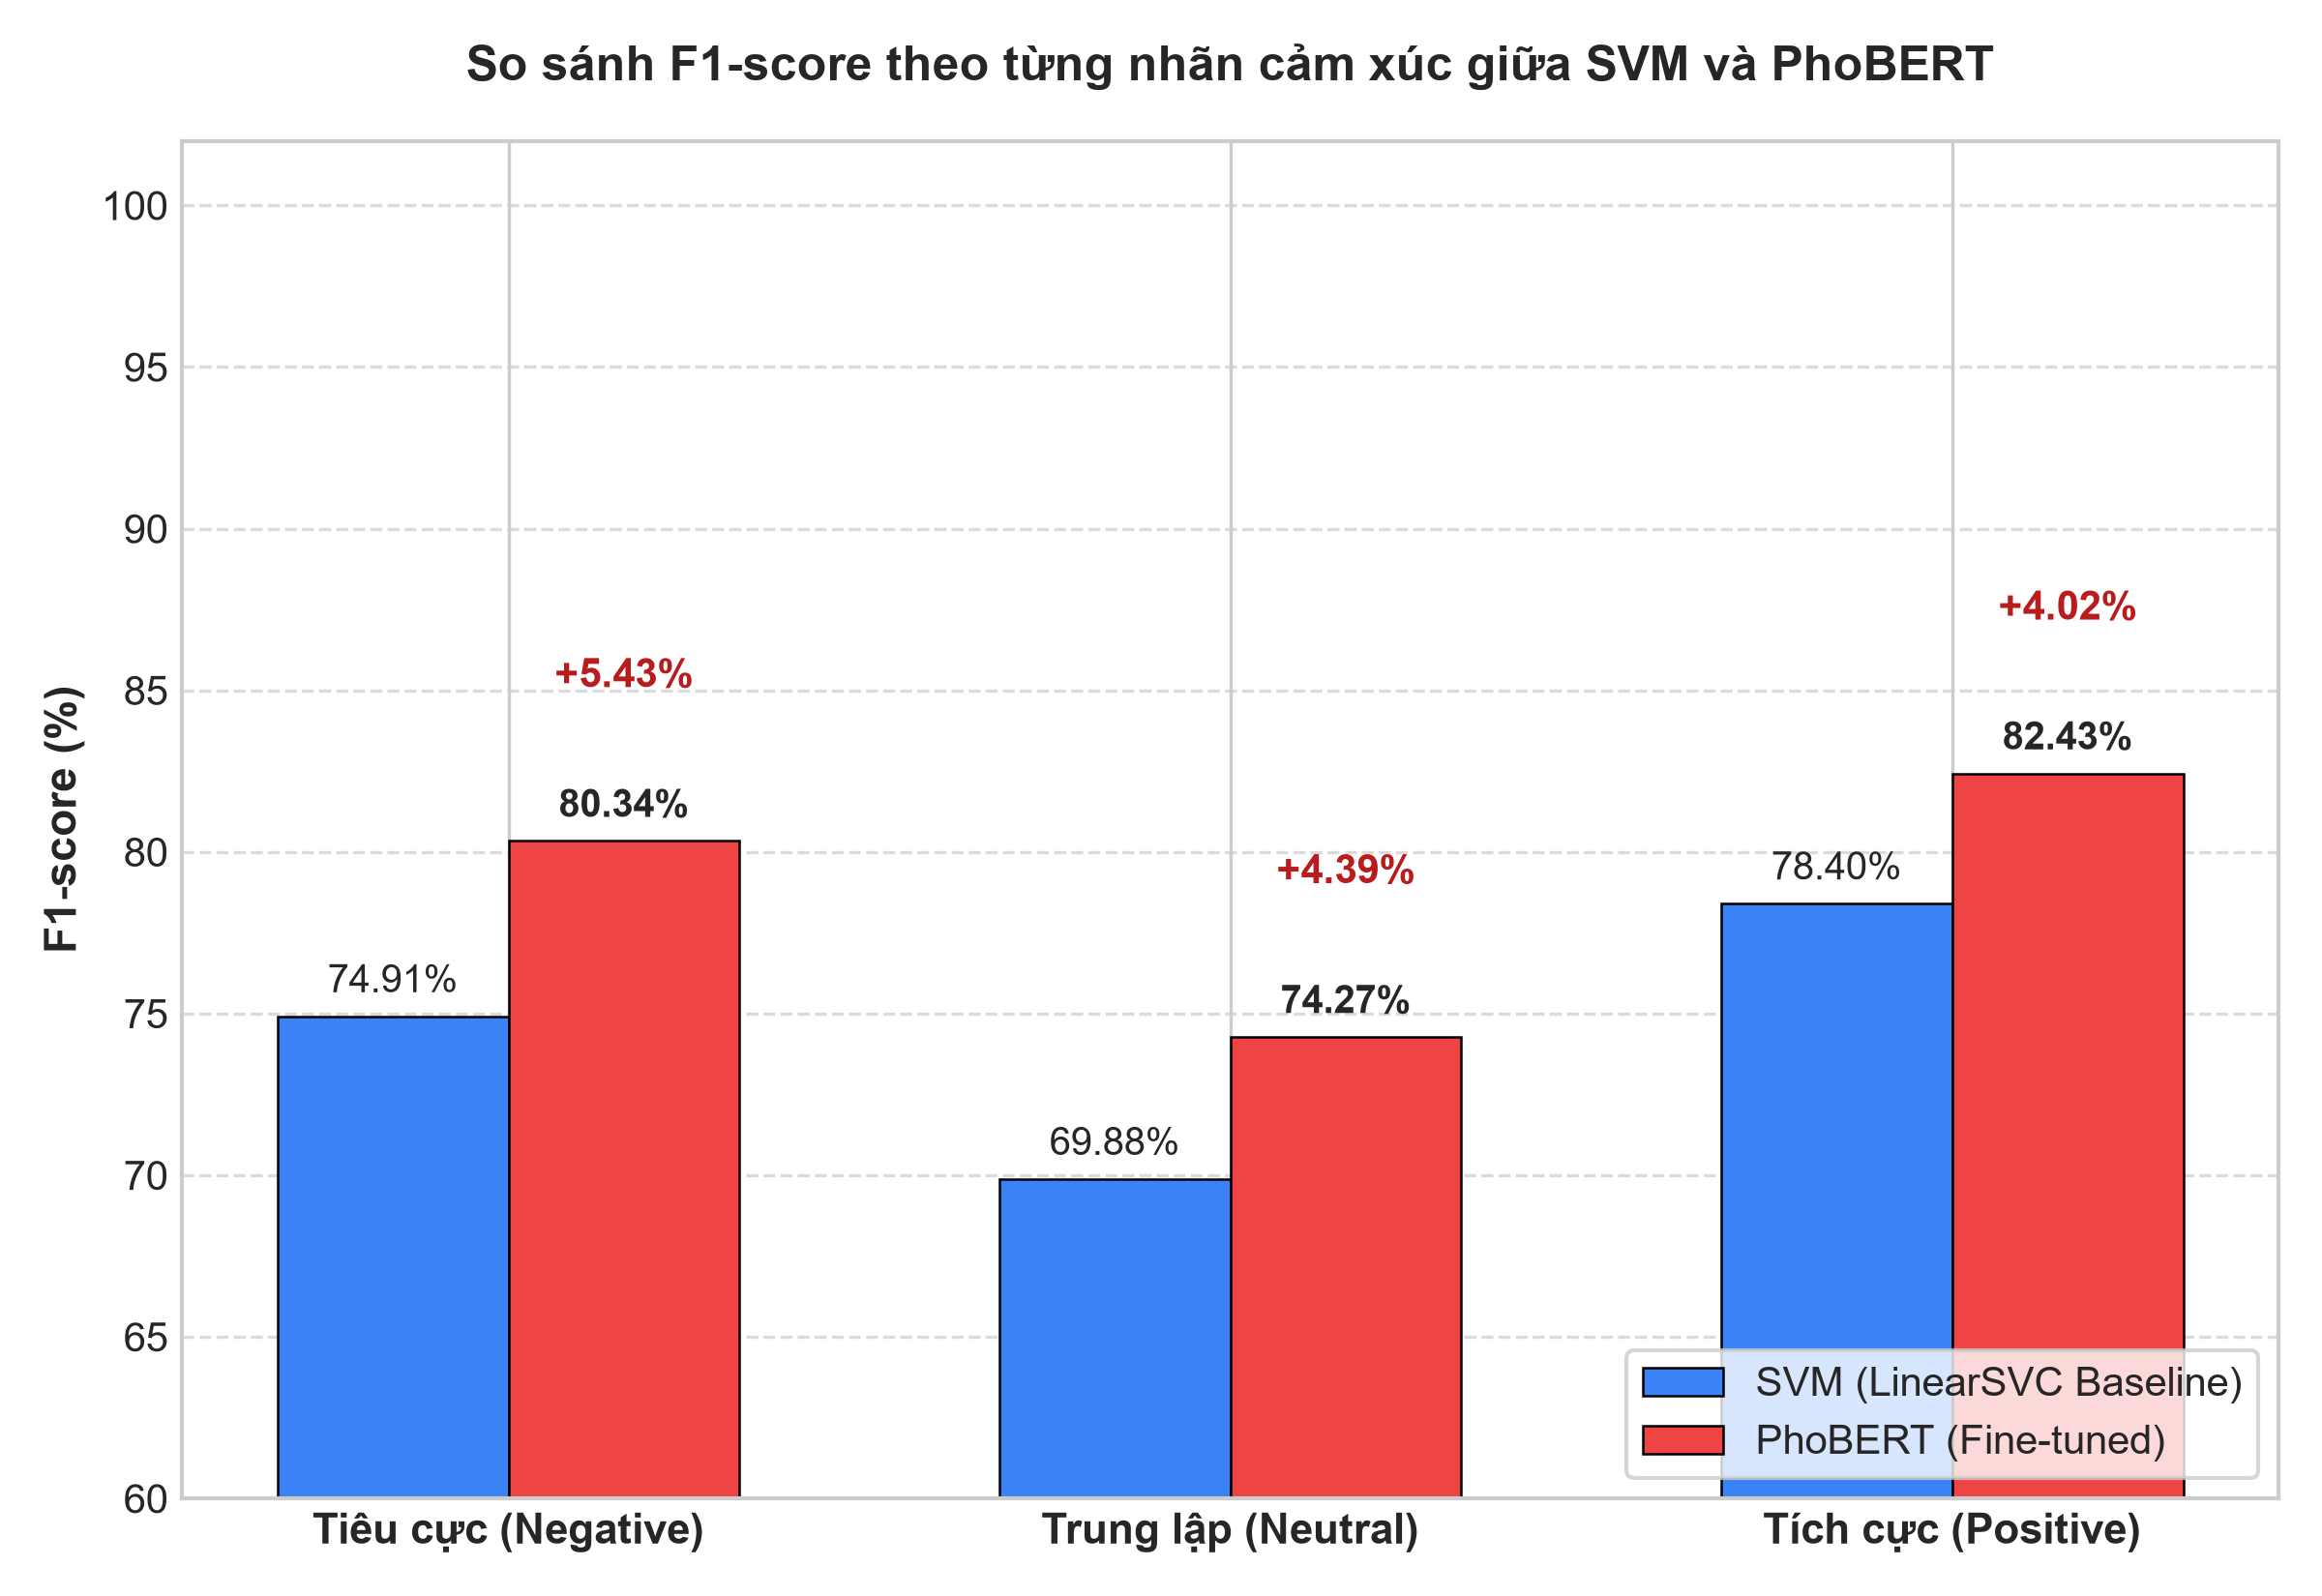 So sánh F1-score theo từng nhãn cảm xúc giữa SVM và PhoBERT
F1-score (%)
100
95
90
85
80
75
70
65
60
74.91%
+5.43%
80.34%
69.88%
+4.39%
74.27%
78.40%
+4.02%
82.43%
SVM (LinearSVC Baseline)
PhoBERT (Fine-tuned)
Tiêu cực (Negative)
Trung lập (Neutral)
Tích cực (Positive)